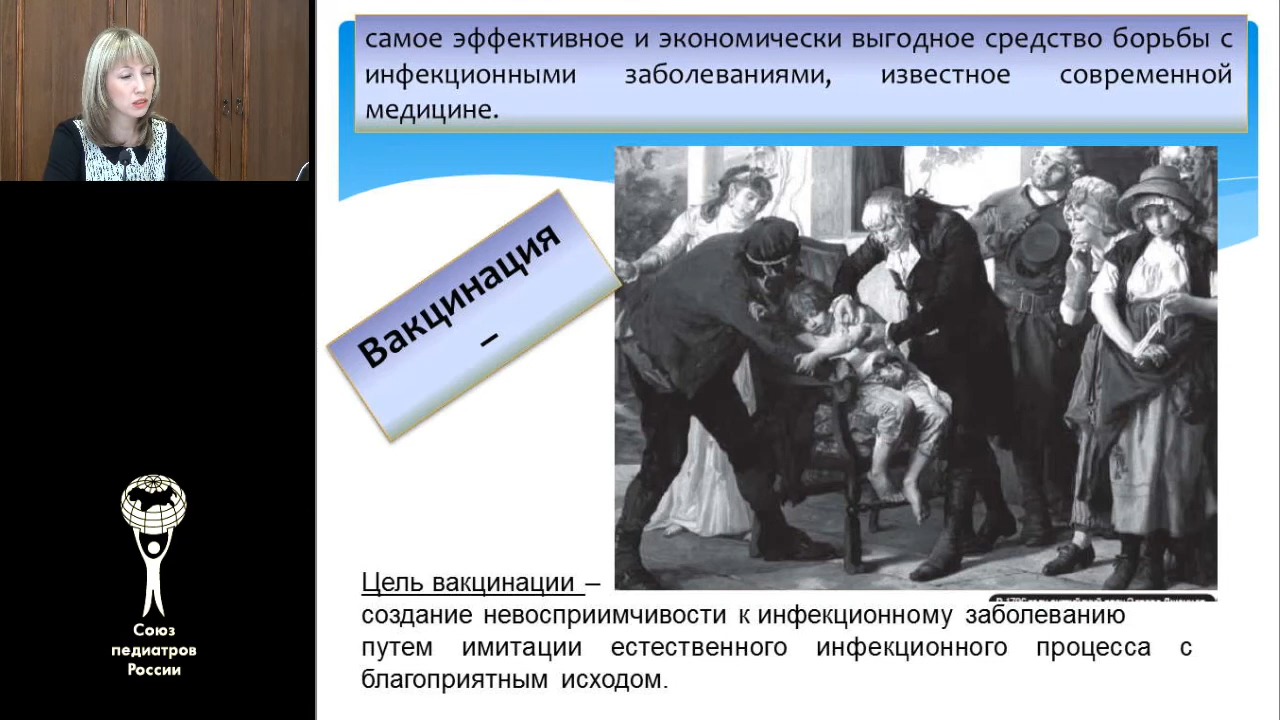 самое эффективное и экономически выгодное средство борьбы с
инфекционными заболеваниями, известное современной
медицине.
Вакцинация
–
Цель вакцинации –
создание невосприимчивости к инфекционному заболеванию
путем имитации естественного инфекционного процесса с
благоприятным исходом.
Союз
педиатров
России